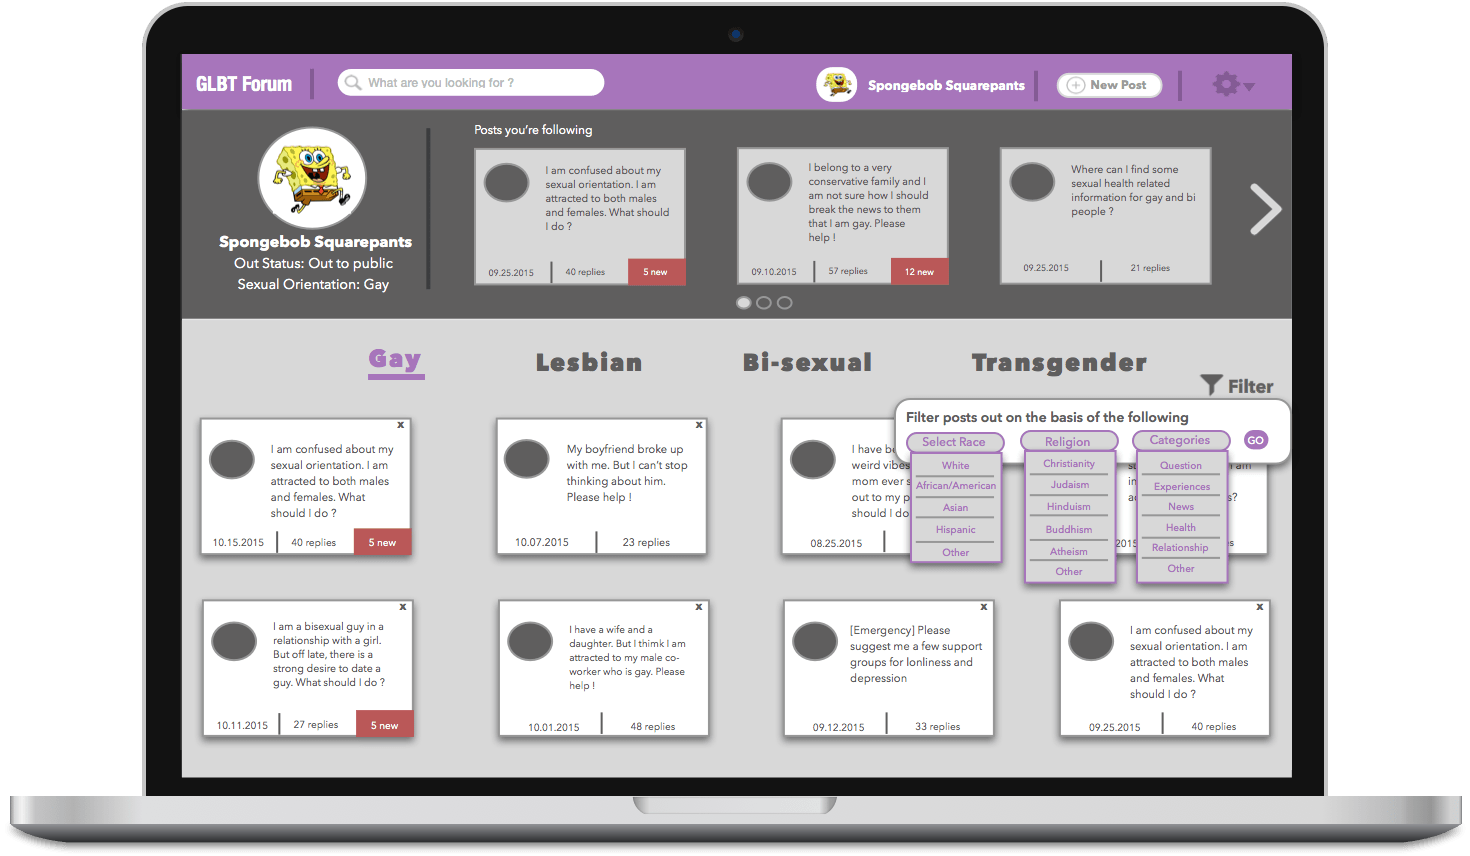 GLBT Forum
What are you looking for ?
Spongebob Squarepants
New Post
Spongebob Squarepants
Out Status: Out to public
Sexual Orientation: Gay
Posts you're following
I am confused about my
sexual orientation. I am
attracted to both males
and females. What should
I do ?
09.25.2015
40 replies
5 new
I belong to a very
conservative family and I
am not sure how I should
break the news to them
that I am gay. Please
help !
09.10.2015
57 replies
12 new
Where can I find some
sexual health related
information for gay and bi
people ?
09.25.2015
21 replies
Gay
Lesbian
Bi-sexual
Transgender
Filter
Filter posts out on the basis of the following
Select Race
White
African/American
Asian
Hispanic
Other
Religion
Christianity
Judaism
Hinduism
Buddhism
Atheism
Other
Categories
Question
Experiences
News
Health
Relationship
Other
GO
x
I am confused about my
sexual orientation. I am
attracted to both males
and females. What
should I do ?
10.15.2015
40 replies
5 new
x
My boyfriend broke up
with me. But I can't stop
thinking about him.
Please help !
10.07.2015
23 replies
I have
weird vibes
mom ever
out to my
should I do
08.25.2015
am
x
I am a bisexual guy in a
relationship with a girl.
But off late, there is a
strong desire to date a
guy. What should I do ?
10.11.2015
27 replies
5 new
x
I have a wife and a
daughter. But I thimk I am
attracted to my male co-
worker who is gay. Please
help !
10.01.2015
48 replies
x
[Emergency] Please
suggest me a few support
groups for lonliness and
depression
09.12.2015
33 replies
x
I am confused about my
sexual orientation. I am
attracted to both males
and females. What
should I do ?
09.25.2015
40 replies